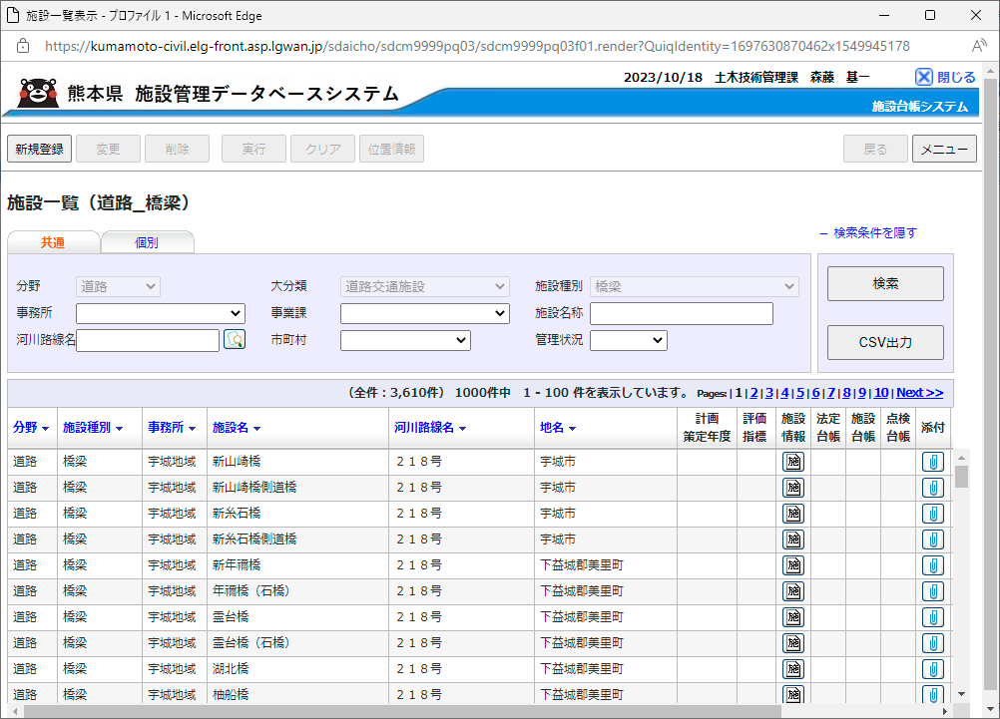 施設一覧表示 - プロファイル 1 - Microsoft Edge
https://kumamoto-civil.elg-front.asp.lgwan.jp/sdaicho/sdcm9999pq03/sdcm9999pq03f01.render?QuiqIdentity=1697630870462x1549945178
2023/10/18 土木技術管理課 森薙 基一 閉じる
熊本県 施設管理データベースシステム
施設台帳システム
新規登録 変更 削除 実行 クリア 位置情報 戻る メニュー
施設一覧（道路_橋梁）
－ 検索条件を隠す
共通 個別
分野 道路 大分類 道路交通施設 施設種別 橋梁
検索
事務所 事業課 施設名称
河川路線名 市町村 管理状況
CSV出力
（全件：3,610件） 1000件中 1 - 100 件を表示しています。 Pages: | 1 | 2 | 3 | 4 | 5 | 6 | 7 | 8 | 9 | 10 | Next >>
分野 施設種別 事務所 施設名 河川路線名 地名 計画策定年度 評価指標 施設情報 法定台帳 施設台帳 点検台帳 添付
道路 橋梁 宇城地域 新山崎橋 ２１８号 宇城市 施
道路 橋梁 宇城地域 新山崎橋側道橋 ２１８号 宇城市 施
道路 橋梁 宇城地域 新糸石橋 ２１８号 宇城市 施
道路 橋梁 宇城地域 新糸石橋側道橋 ２１８号 宇城市 施
道路 橋梁 宇城地域 新年禰橋 ２１８号 下益城郡美里町 施
道路 橋梁 宇城地域 年禰橋（石橋） ２１８号 下益城郡美里町 施
道路 橋梁 宇城地域 霊台橋 ２１８号 下益城郡美里町 施
道路 橋梁 宇城地域 霊台橋（石橋） ２１８号 下益城郡美里町 施
道路 橋梁 宇城地域 湖北橋 ２１８号 下益城郡美里町 施
道路 橋梁 宇城地域 柚船橋 ２１８号 下益城郡美里町 施